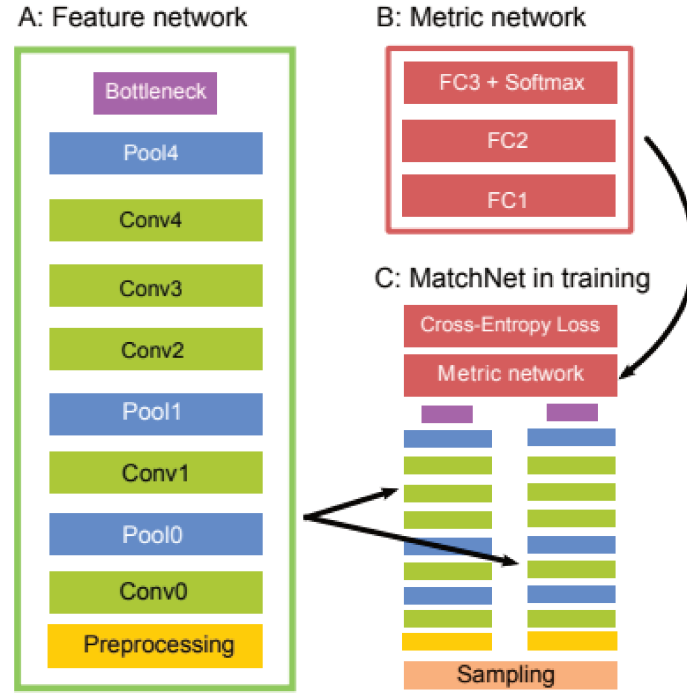 A: Feature network
Bottleneck
Pool4
Conv4
Conv3
Conv2
Pool1
Conv1
Pool0
Conv0
Preprocessing
B: Metric network
FC3 + Softmax
FC2
FC1
C: MatchNet in training
Cross-Entropy Loss
Metric network
Sampling